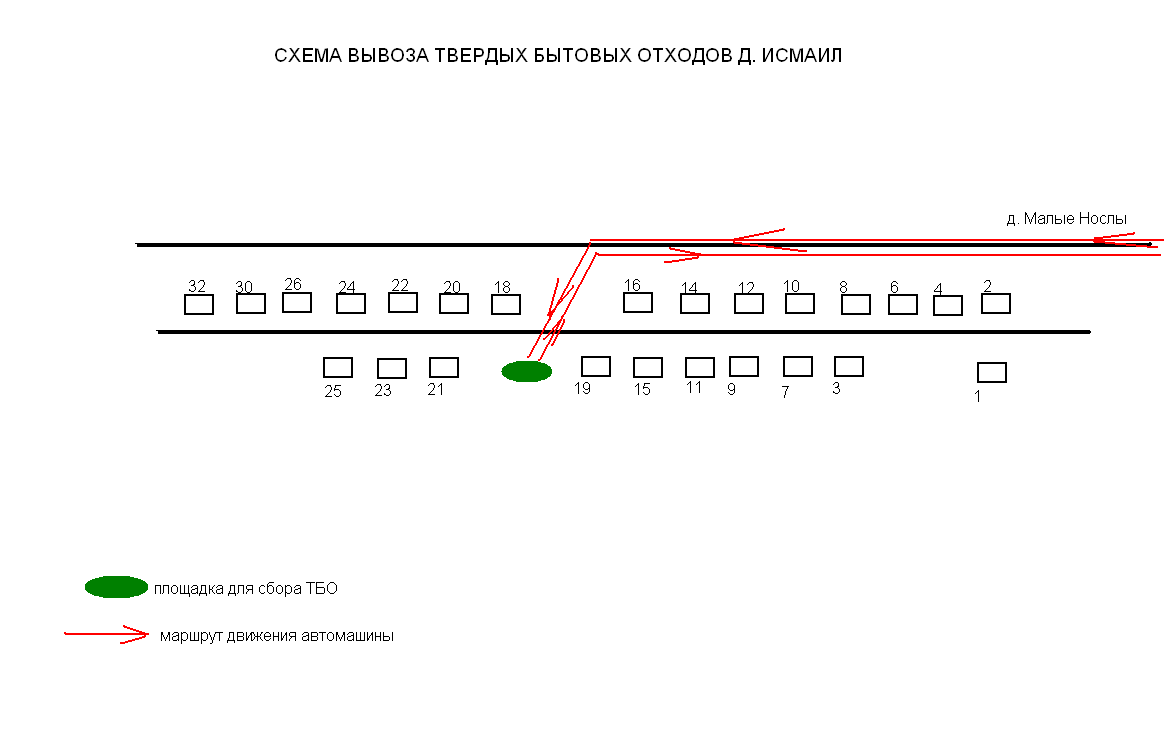 СХЕМА ВЫВОЗА ТВЕРДЫХ БЫТОВЫХ ОТХОДОВ Д. ИСМАИЛ
д. Малые Нослы
32 30 26 24 22 20 18 16 14 12 10 8 6 4 2
25 23 21 19 15 11 9 7 3 1
площадка для сбора ТБО
маршрут движения автомашины